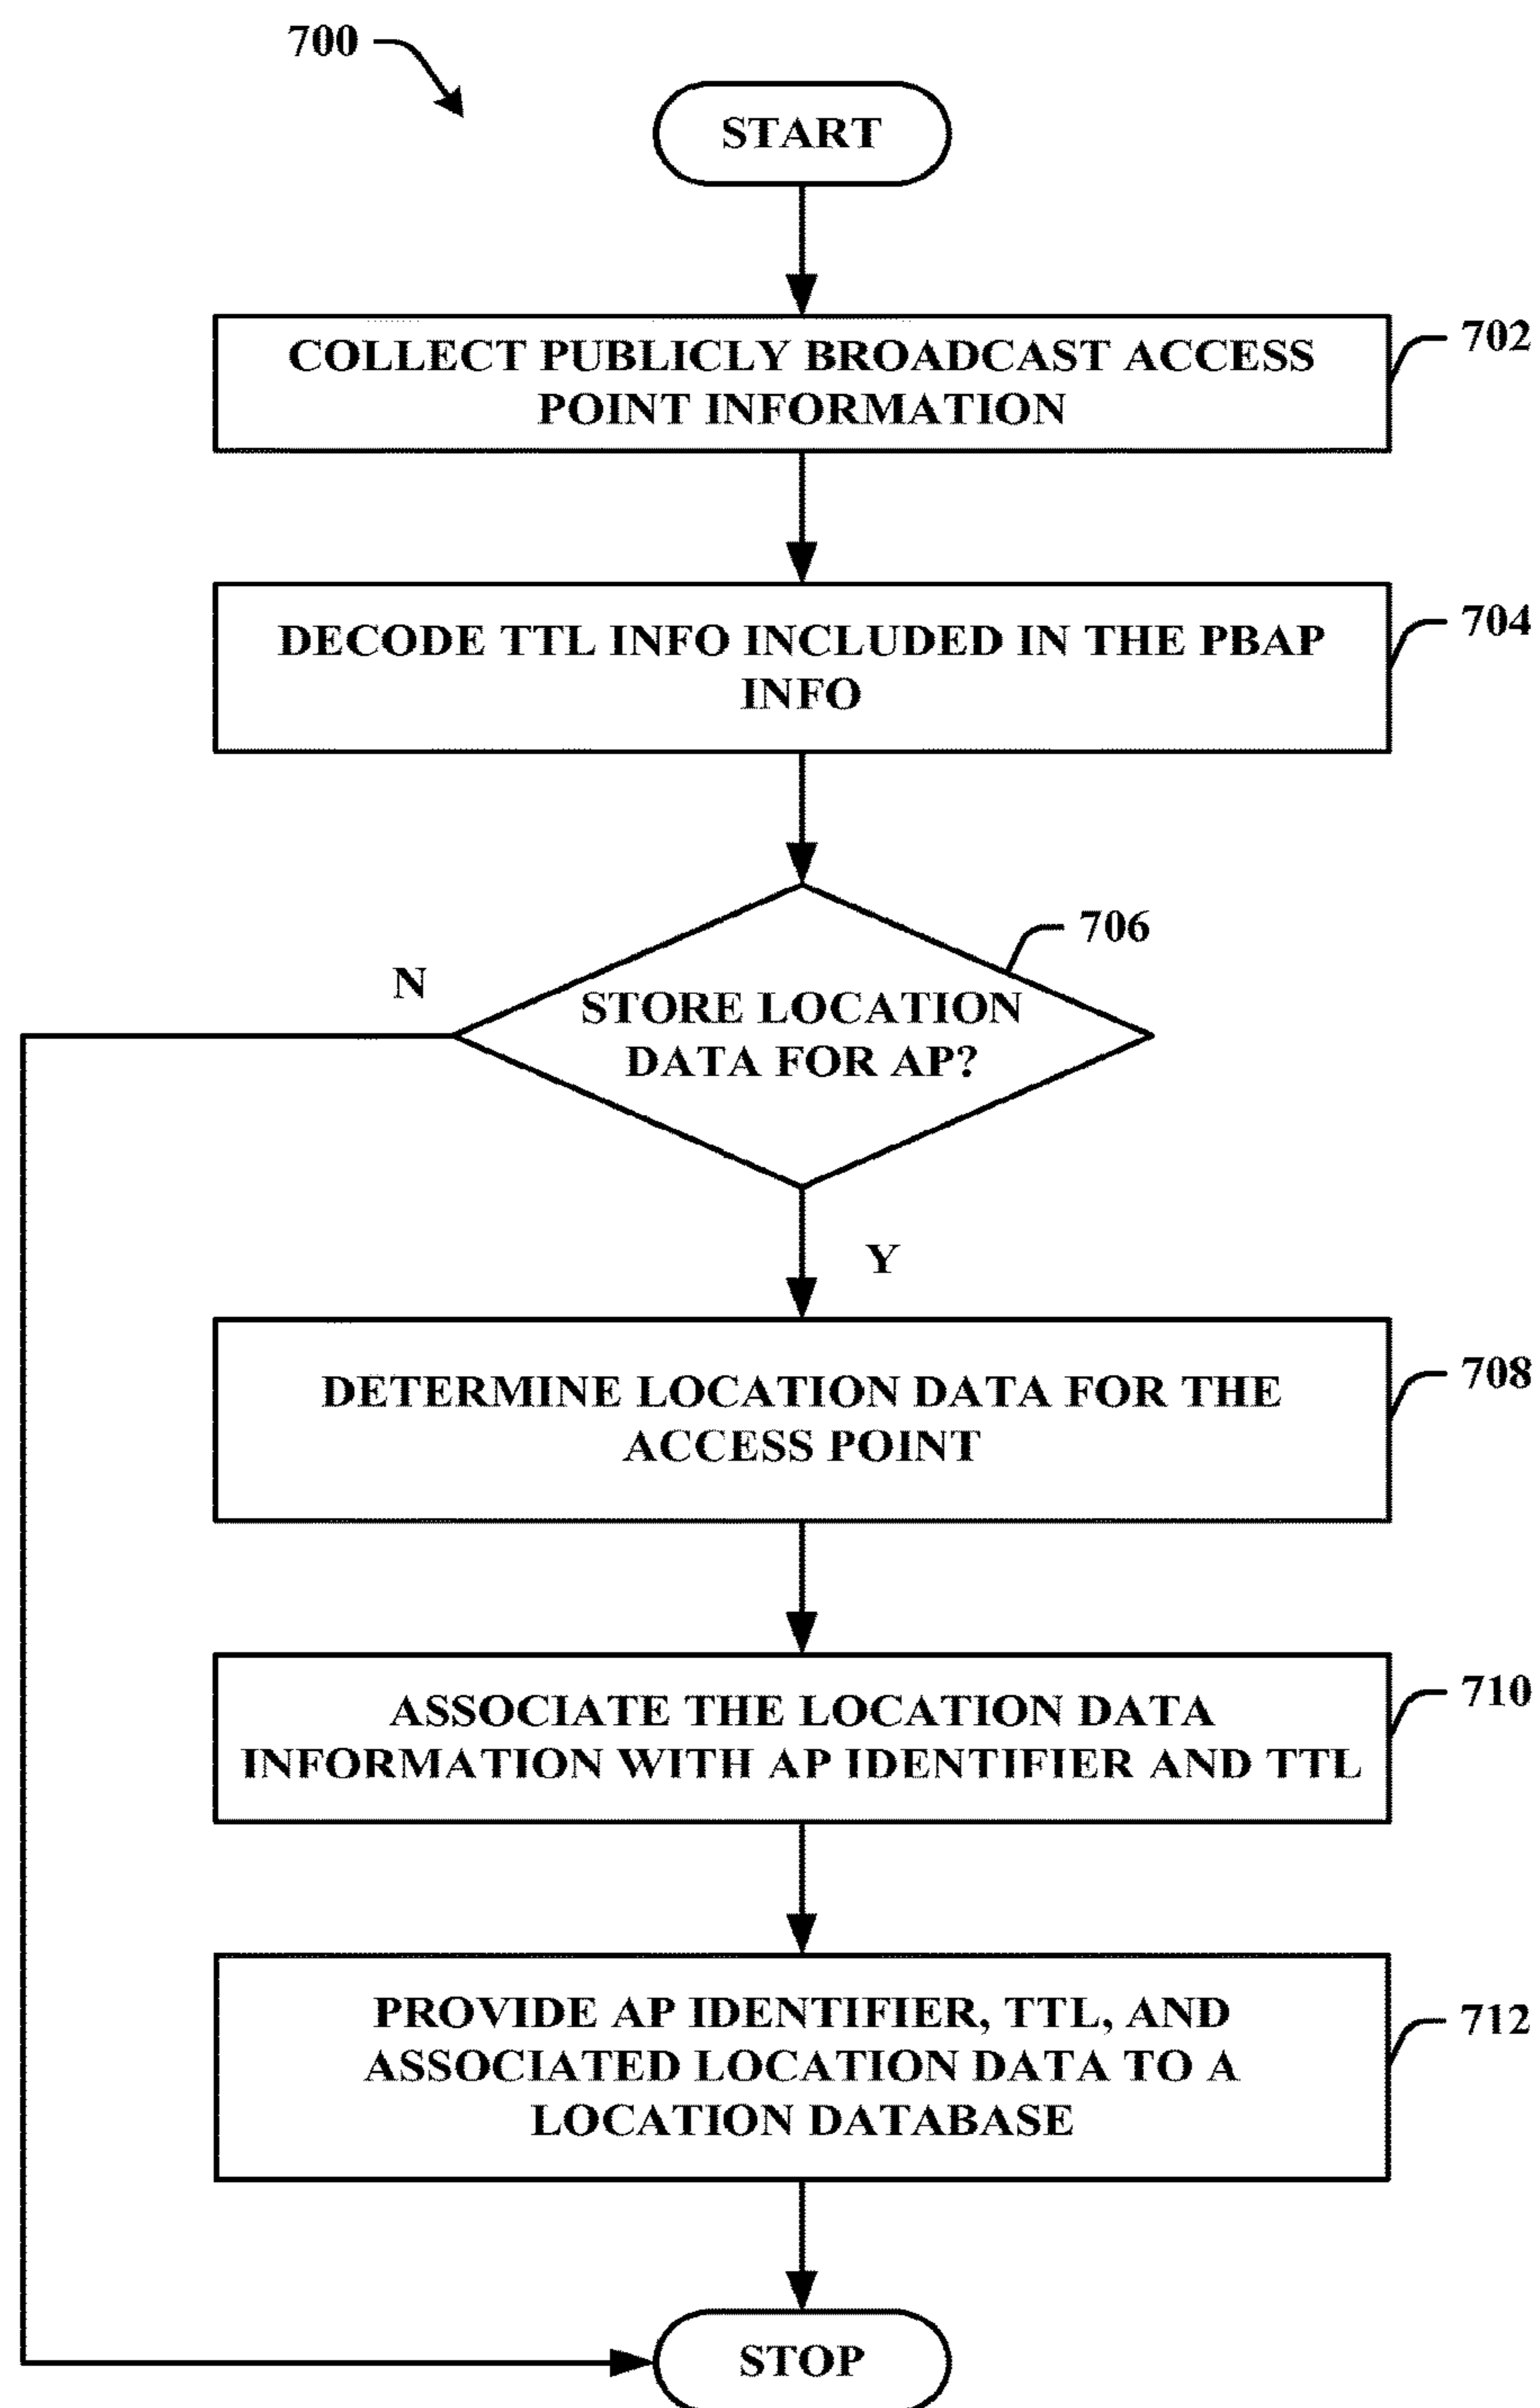 700
START
COLLECT PUBLICLY BROADCAST ACCESS
POINT INFORMATION
702
DECODE TTL INFO INCLUDED IN THE PBAP
INFO
704
706
N
STORE LOCATION
DATA FOR AP?
Y
DETERMINE LOCATION DATA FOR THE
ACCESS POINT
708
ASSOCIATE THE LOCATION DATA
INFORMATION WITH AP IDENTIFIER AND TTL
710
PROVIDE AP IDENTIFIER, TTL, AND
ASSOCIATED LOCATION DATA TO A
LOCATION DATABASE
712
STOP